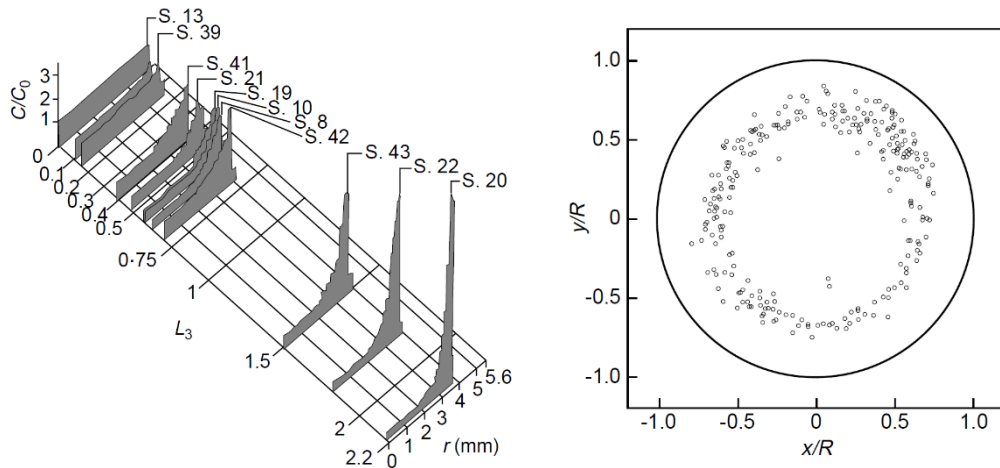 S. 13
S. 39
S. 41
S. 21
S. 19
S. 10
S. 8
S. 42
S. 43
S. 22
S. 20
C/C0
3
2
1
0
0.1
0.2
0.3
0.4
0.5
0·75
1
1.5
2
2.2
L3
0
1
2
3
4
5
5.6
r (mm)
y/R
1.0
0.5
0
-0.5
-1.0
-1.0
-0.5
0
0.5
1.0
x/R